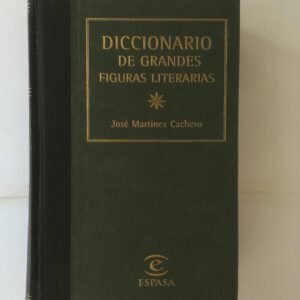 DICCIONARIO
DE GRANDES
FIGURAS LITERARIAS
José Martínez Cachero
ESPASA